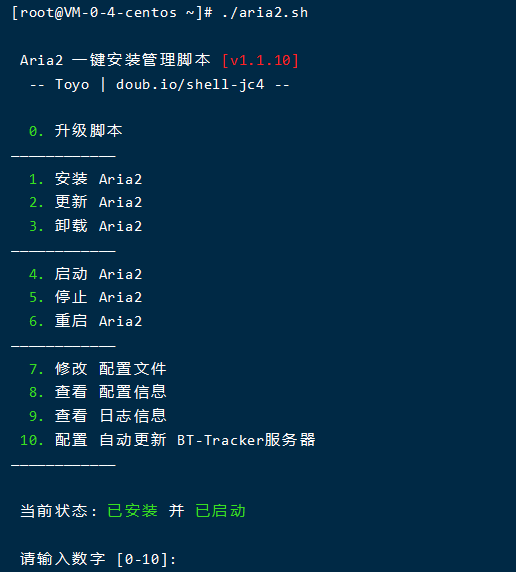 [root@VM-0-4-centos ~]# ./aria2.sh
Aria2 一键安装管理脚本 [v1.1.10]
-- Toyo | doub.io/shell-jc4 --
0. 升级脚本
————————————
1. 安装 Aria2
2. 更新 Aria2
3. 卸载 Aria2
————————————
4. 启动 Aria2
5. 停止 Aria2
6. 重启 Aria2
————————————
7. 修改 配置文件
8. 查看 配置信息
9. 查看 日志信息
10. 配置 自动更新 BT-Tracker服务器
————————————
当前状态: 已安装 并 已启动
请输入数字 [0-10]: